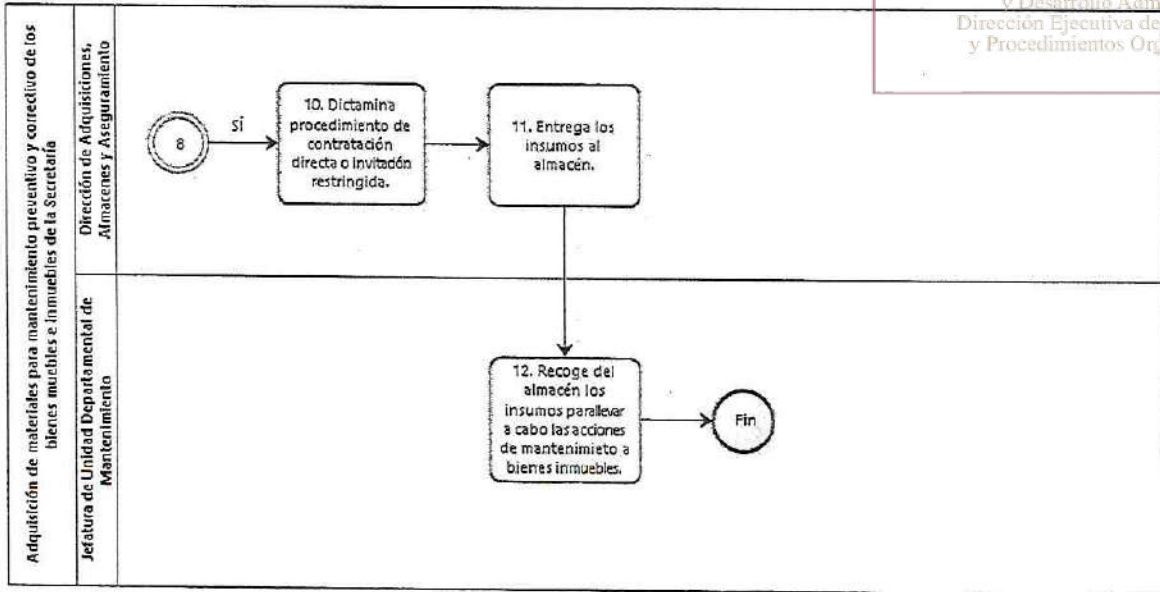 y Desarrollo Adm
Dirección Ejecutiva de
y Procedimientos Org
Adquisición de materiales para mantenimiento preventivo y correctivo de los
bienes muebles e inmuebles de la Secretaría
Dirección de Adquisiciones,
Almacenes y Aseguramiento
8
sí
10. Dictamina
procedimiento de
contratación
directa o invitación
restringida.
11. Entrega los
insumos al
almacén.
Jefatura de Unidad Departamental de
Mantenimiento
12. Recoge del
almacén los
insumos para llevar
a cabo las acciones
de mantenimieto a
bienes inmuebles.
Fin